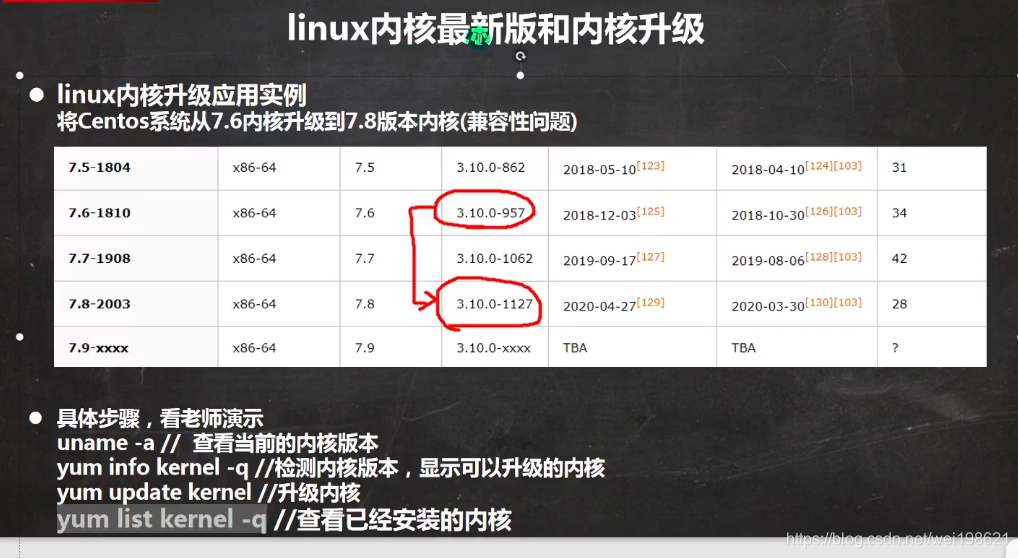 linux内核最新版和内核升级
linux内核升级应用实例
将Centos系统从7.6内核升级到7.8版本内核(兼容性问题)
7.5-1804 x86-64 7.5 3.10.0-862 2018-05-10[123] 2018-04-10[124][103] 31
7.6-1810 x86-64 7.6 3.10.0-957 2018-12-03[125] 2018-10-30[126][103] 34
7.7-1908 x86-64 7.7 3.10.0-1062 2019-09-17[127] 2019-08-06[128][103] 42
7.8-2003 x86-64 7.8 3.10.0-1127 2020-04-27[129] 2020-03-30[130][103] 28
7.9-xxxx x86-64 7.9 3.10.0-xxxx TBA TBA ?
具体步骤，看老师演示
uname -a // 查看当前的内核版本
yum info kernel -q //检测内核版本，显示可以升级的内核
yum update kernel //升级内核
yum list kernel -q //查看已经安装的内核
https://blog.csdn.net/wei198621